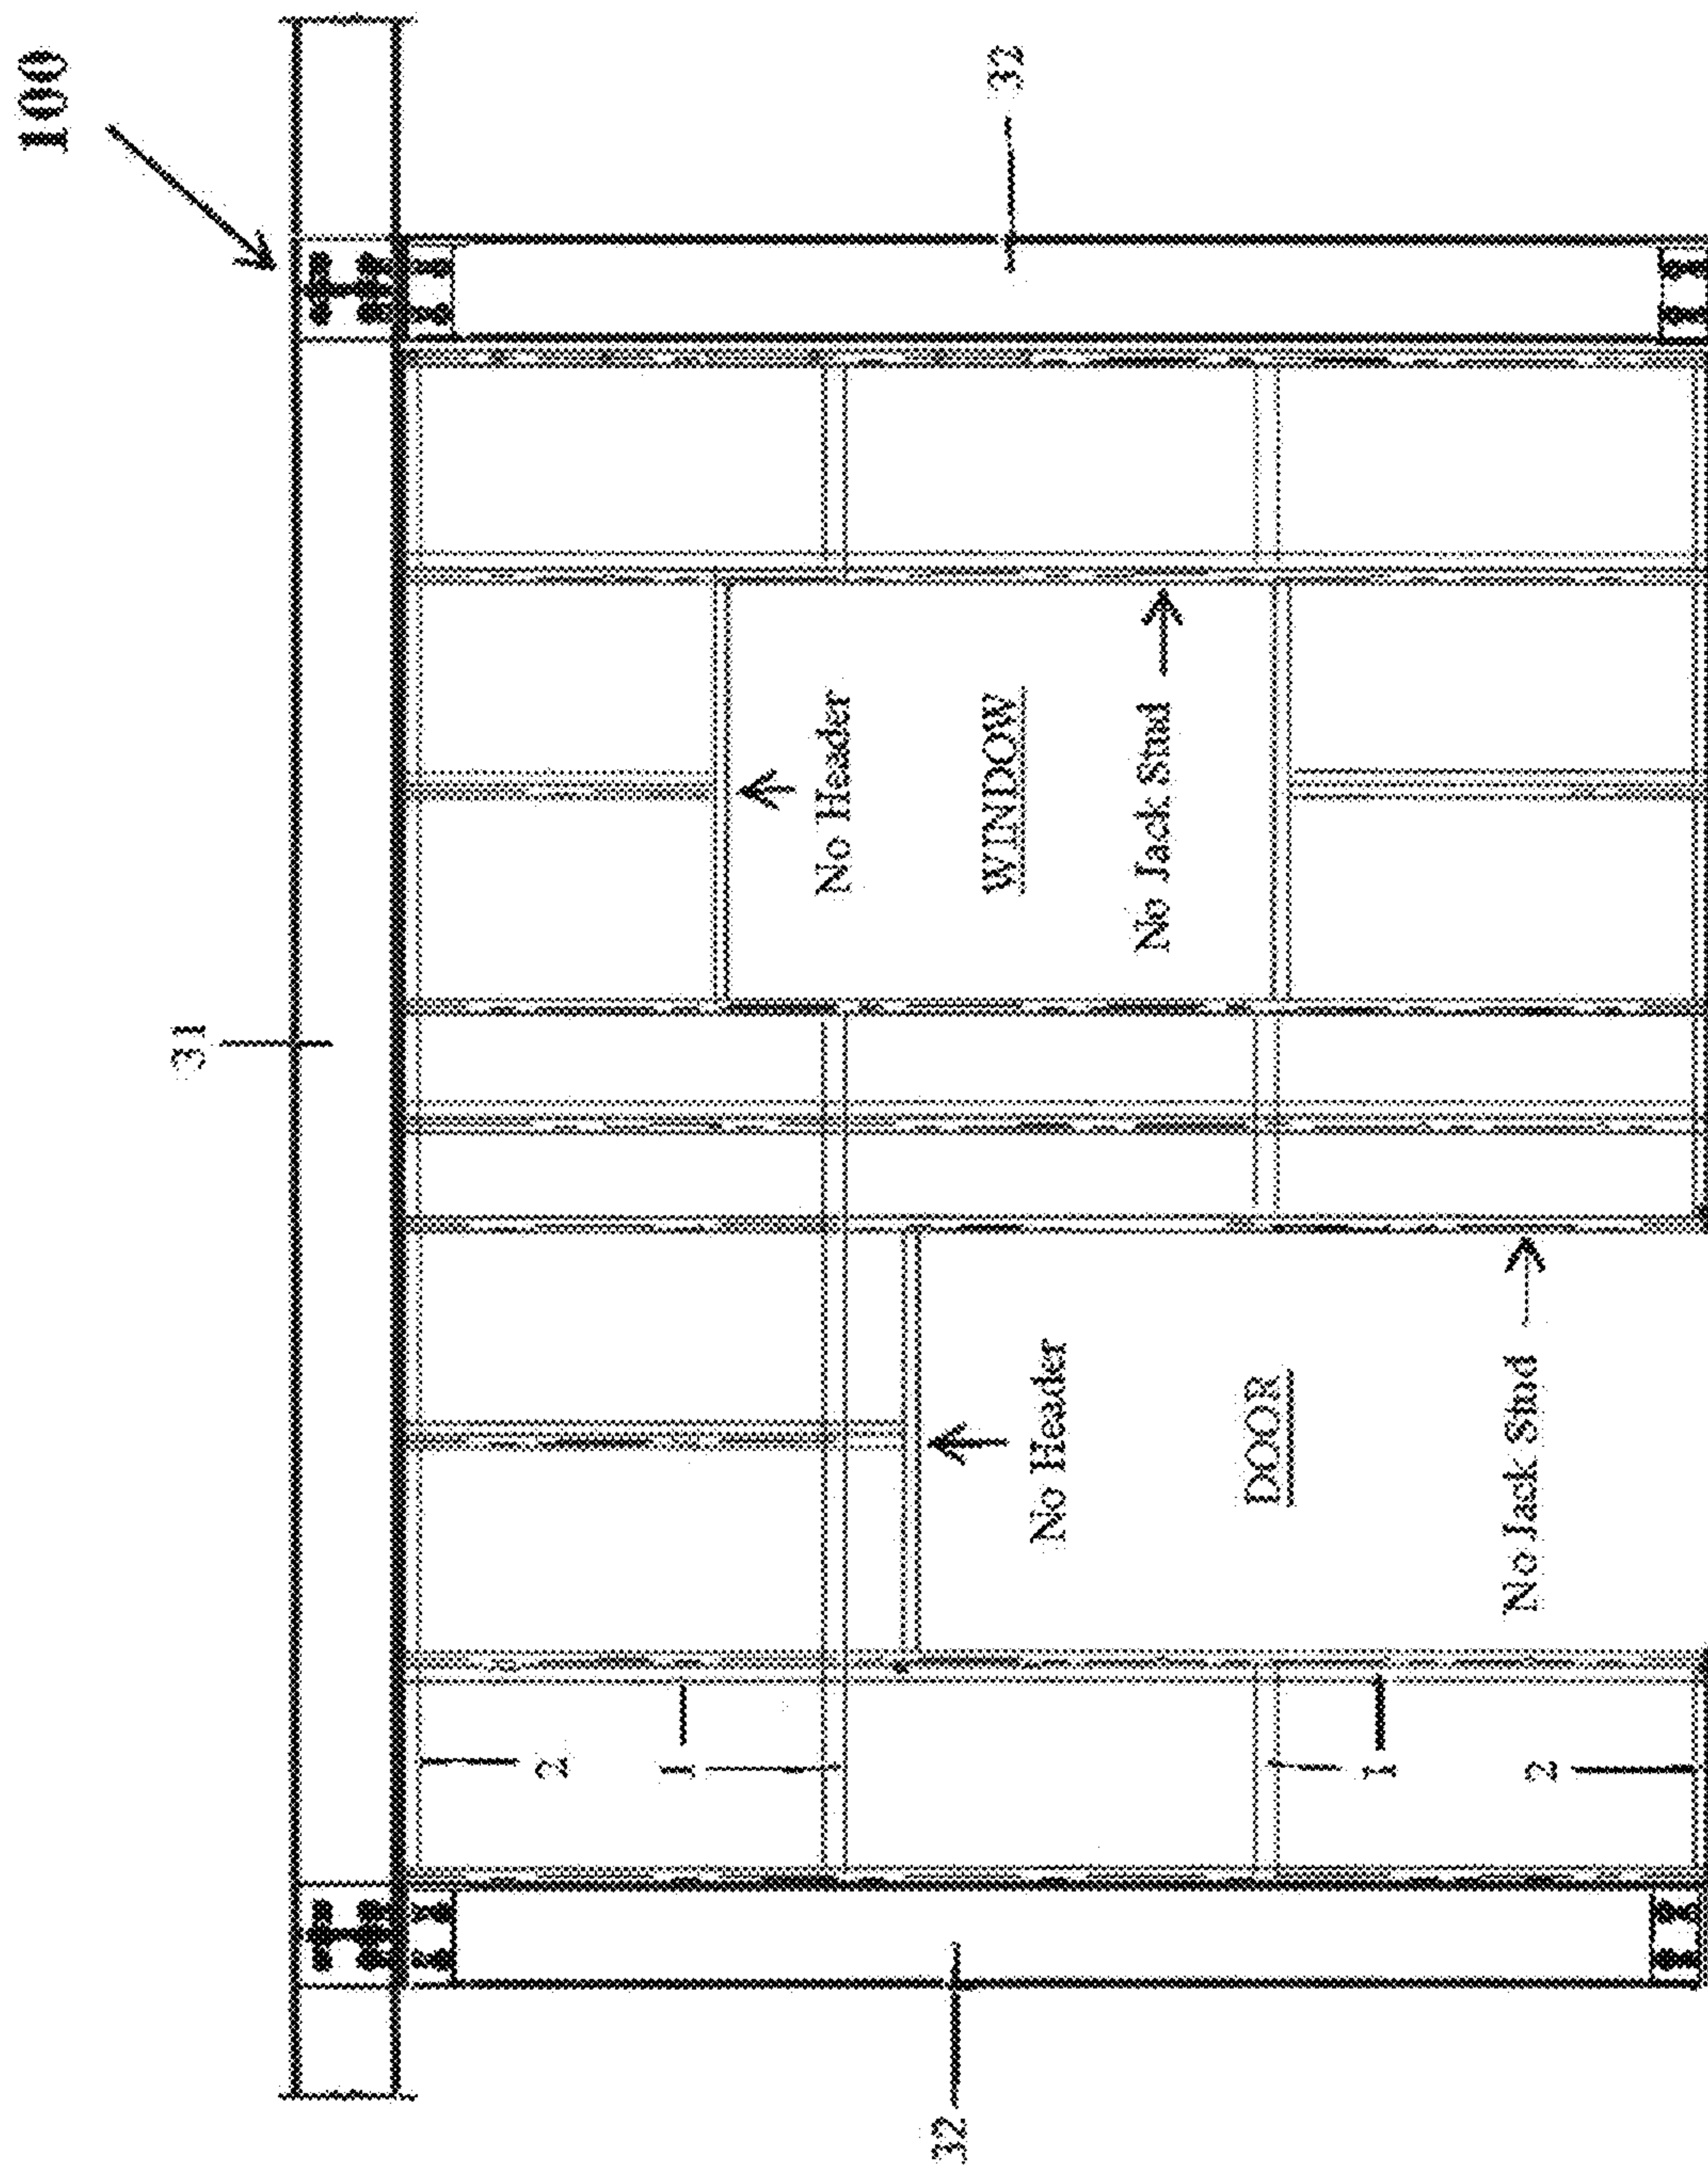 100
31
32
32
No Header
WINDOW
No Jack Stud
No Header
DOOR
No Jack Stud
2
1
1
2